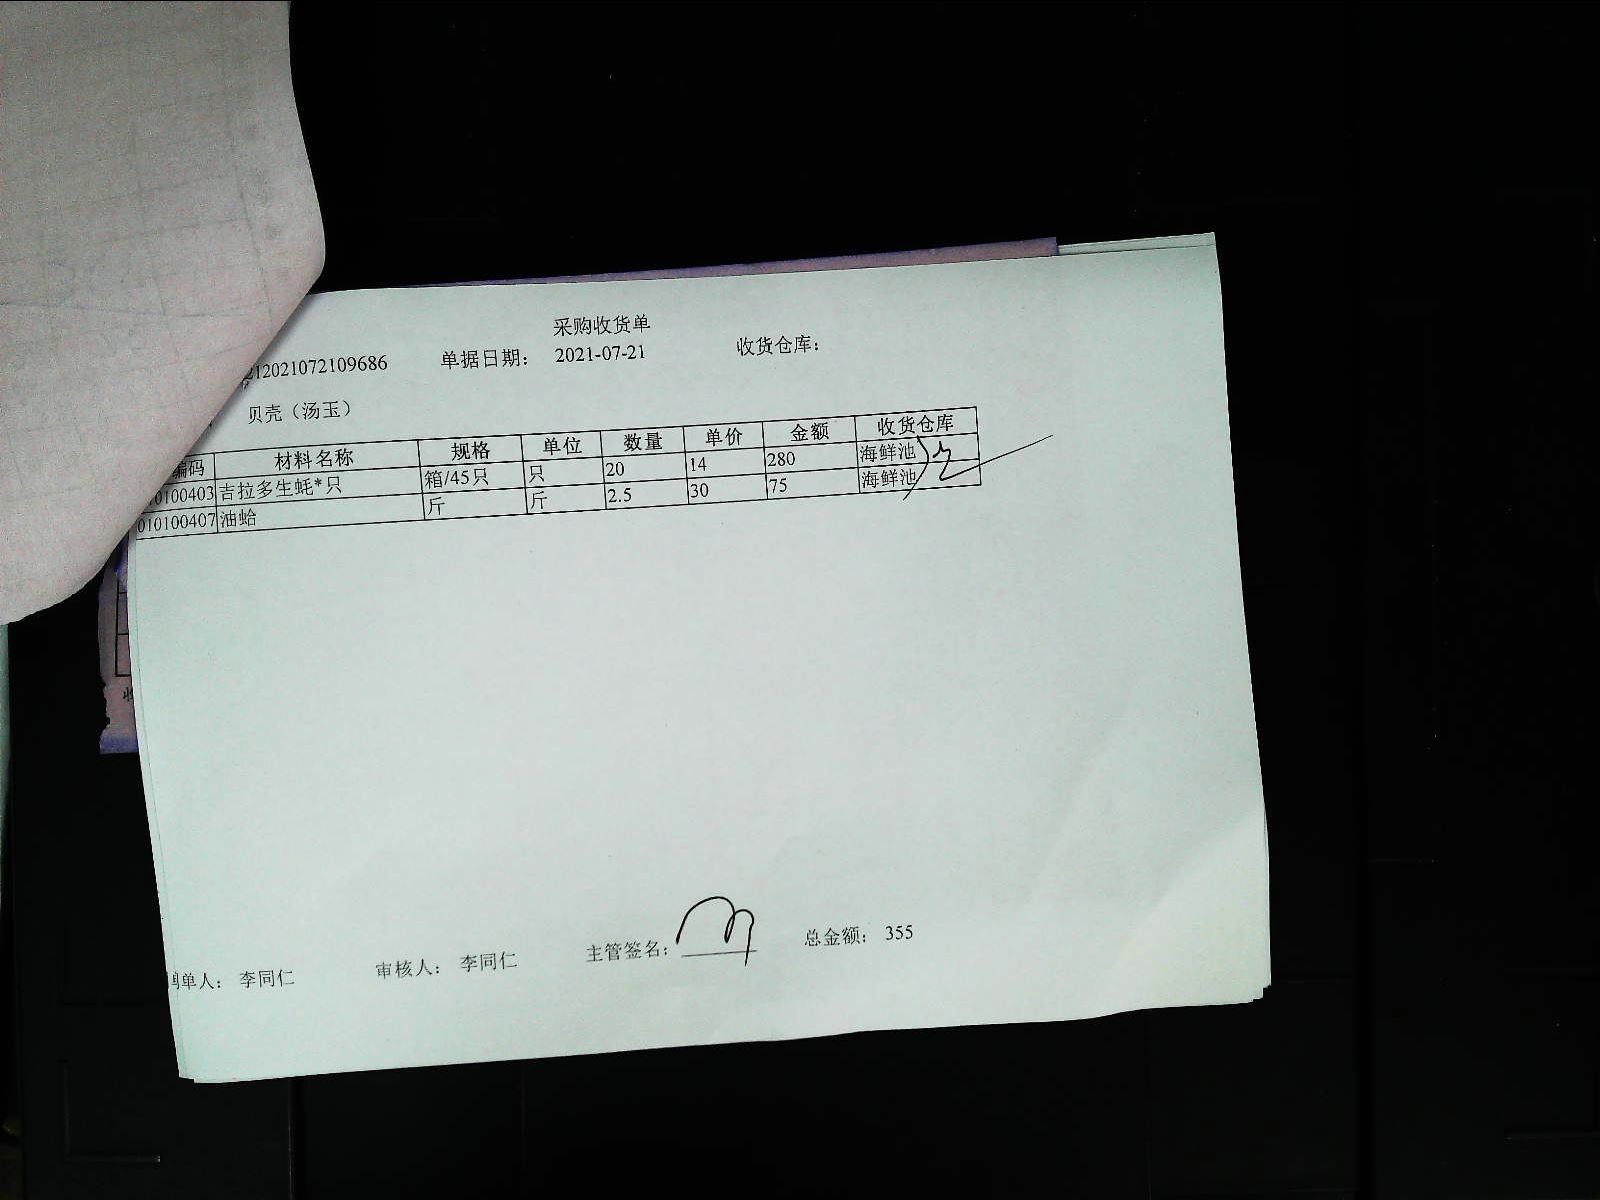 采购收货单
212021072109686 单据日期： 2021-07-21 收货仓库：
贝壳（汤玉）
编码 材料名称 规格 单位 数量 单价 金额 收货仓库
010100403 吉拉多生蚝*只 箱/45只 只 20 14 280 海鲜池
010100407 油蛤 斤 斤 2.5 30 75 海鲜池
单人： 李同仁 审核人： 李同仁 主管签名： 总金额： 355